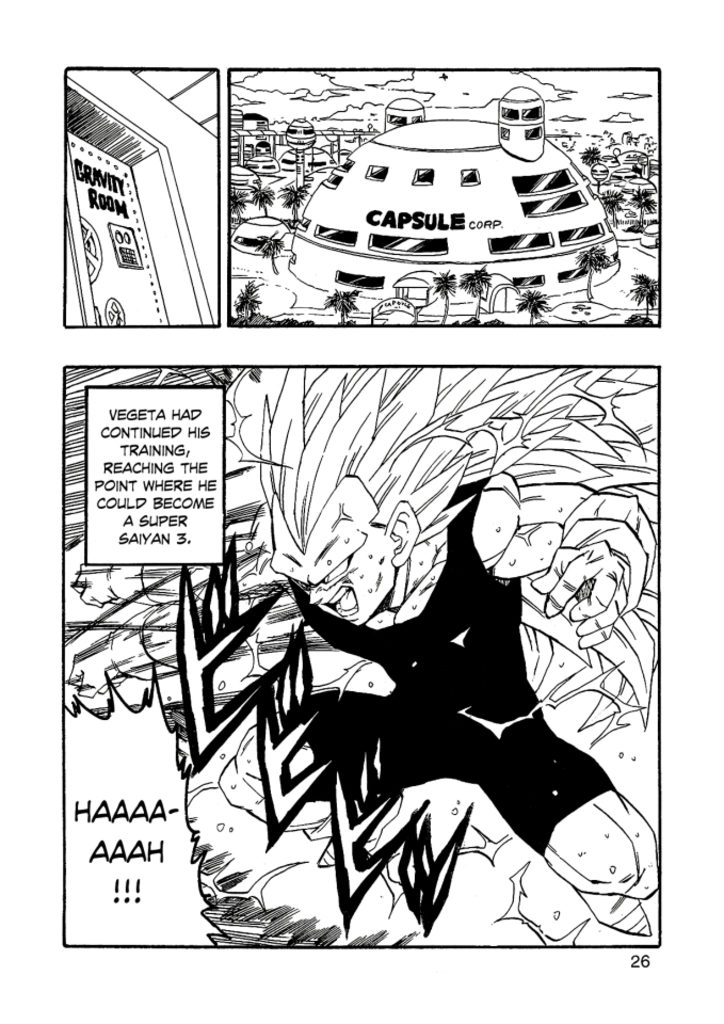 GRAVITY
ROOM
CAPSULE CORP.
CAPSULE
VEGETA HAD
CONTINUED HIS
TRAINING,
REACHING THE
POINT WHERE HE
COULD BECOME
A SUPER
SAIYAN 3.
HAAAA-
AAAH
!!!
26